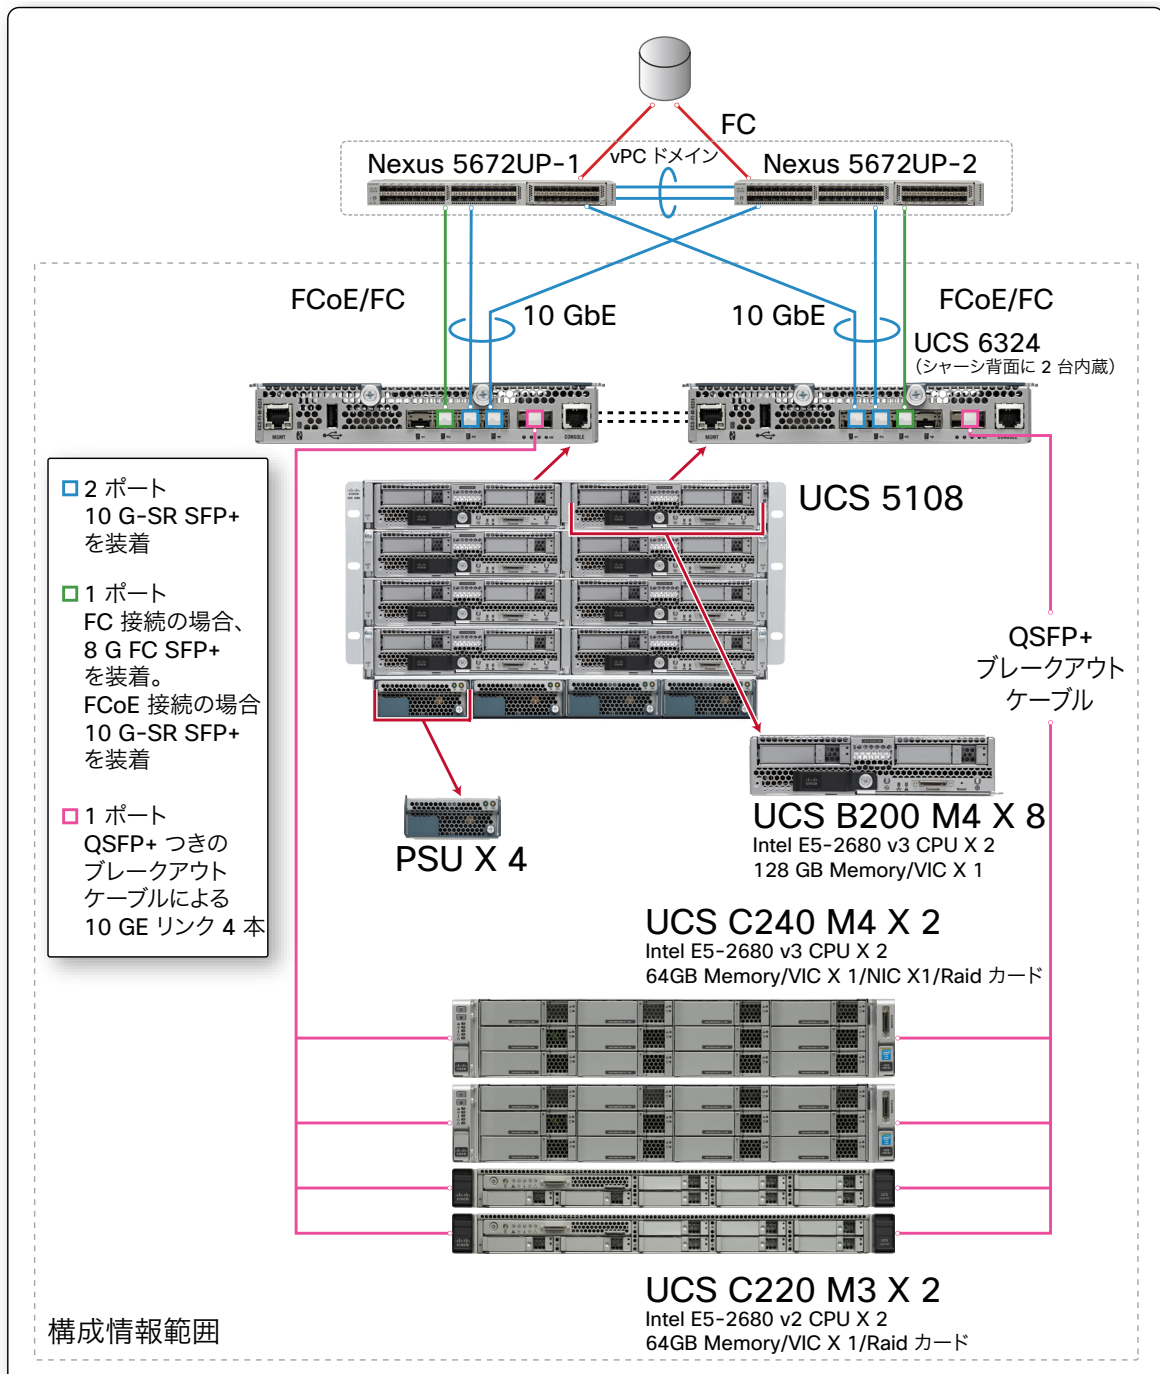 FC
vPC ドメイン
Nexus 5672UP-1
Nexus 5672UP-2
FCoE/FC
10 GbE
10 GbE
FCoE/FC
UCS 6324
（シャーシ背面に 2 台内蔵）
MGMT
CONSOLE
MGMT
CONSOLE
2 ポート
10 G-SR SFP+
を装着
1 ポート
FC 接続の場合、
8 G FC SFP+
を装着。
FCoE 接続の場合
10 G-SR SFP+
を装着
1 ポート
QSFP+ つきの
ブレークアウト
ケーブルによる
10 GE リンク 4 本
UCS 5108
QSFP+
ブレークアウト
ケーブル
PSU X 4
UCS B200 M4 X 8
Intel E5-2680 v3 CPU X 2
128 GB Memory/VIC X 1
UCS C240 M4 X 2
Intel E5-2680 v3 CPU X 2
64GB Memory/VIC X 1/NIC X1/Raid カード
UCS C220 M3 X 2
Intel E5-2680 v2 CPU X 2
64GB Memory/VIC X 1/Raid カード
構成情報範囲